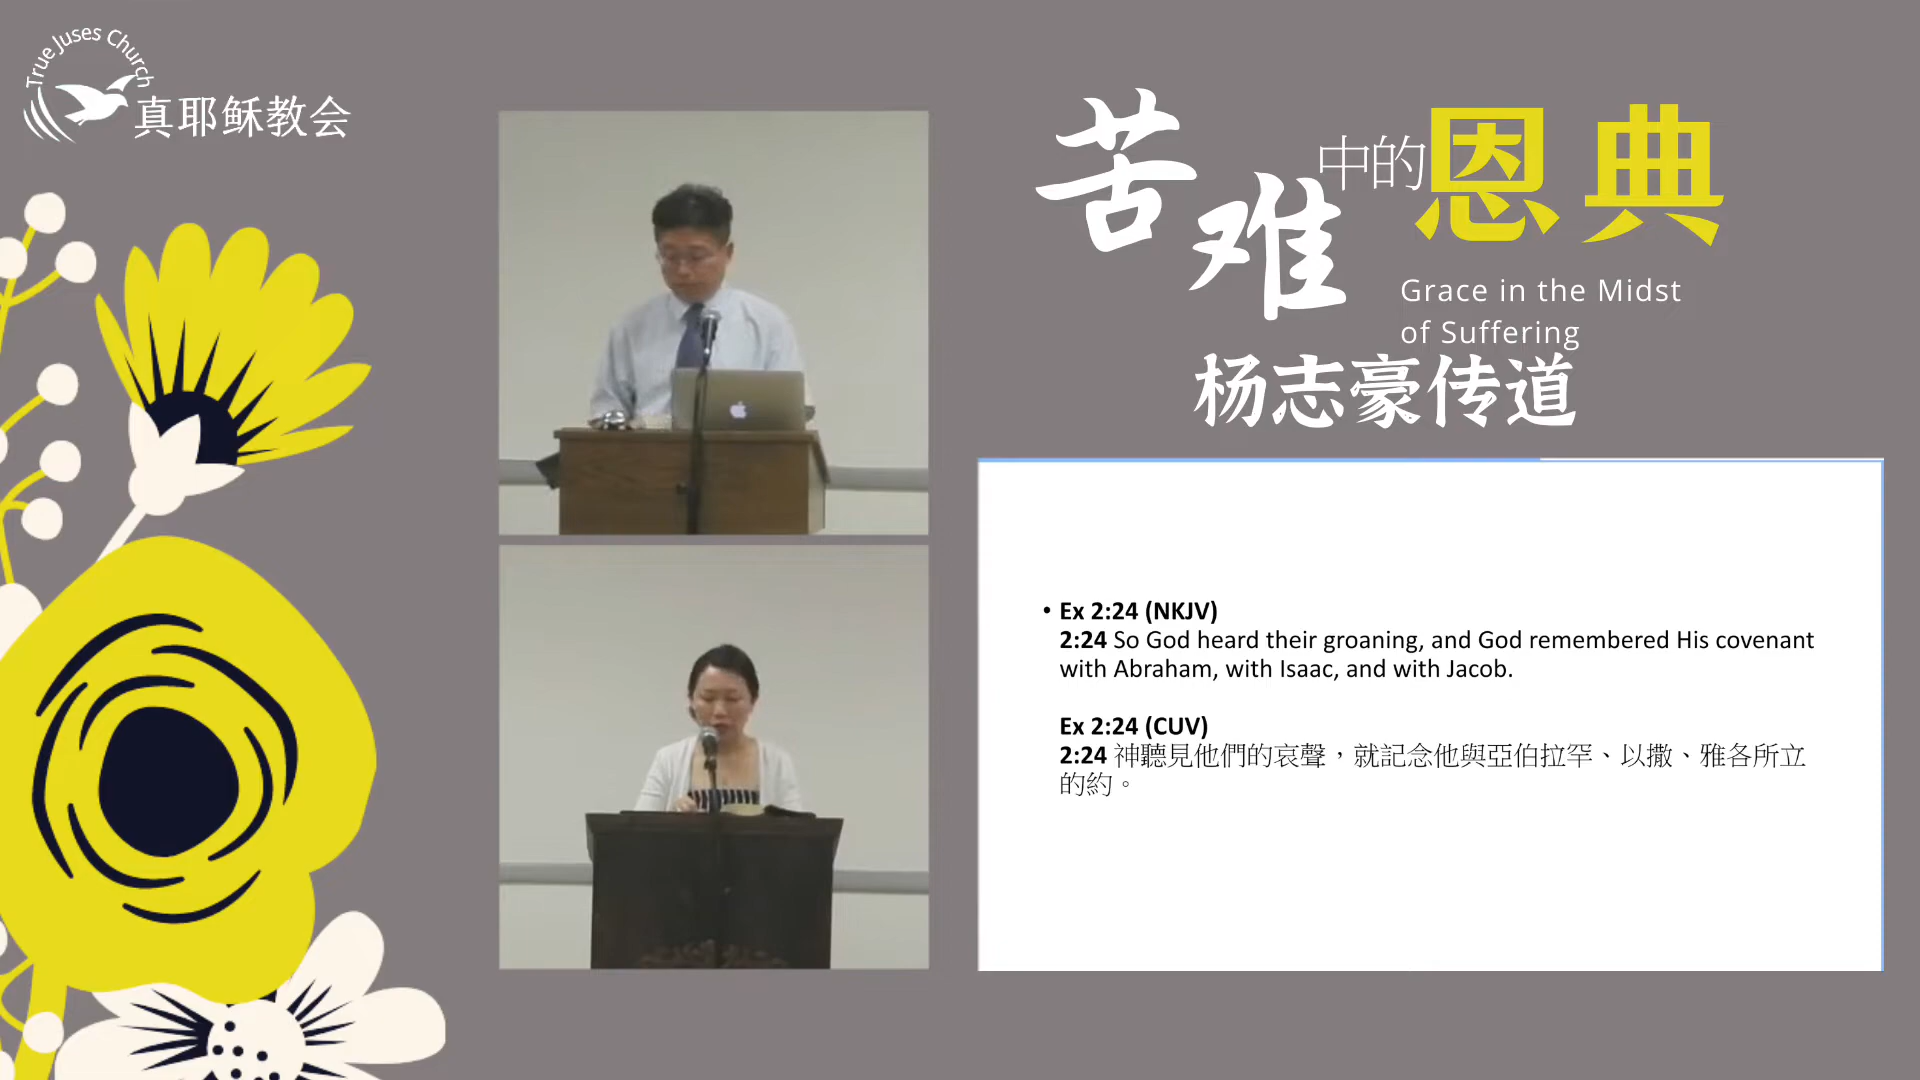 True Juses Church
真耶稣教会
苦难中的恩典
Grace in the Midst
of Suffering
杨志豪传道
• Ex 2:24 (NKJV)
2:24 So God heard their groaning, and God remembered His covenant
with Abraham, with Isaac, and with Jacob.
Ex 2:24 (CUV)
2:24 神聽見他們的哀聲，就記念他與亞伯拉罕、以撒、雅各所立
的約。